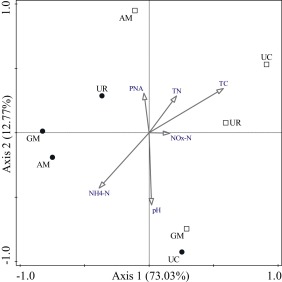 1.0
AM
UC
PNA
TN
TC
UR
UR
GM
NOx-N
AM
NH4-N
pH
GM
UC
Axis 2 (12.77%)
-1.0
-1.0
Axis 1 (73.03%)
1.0